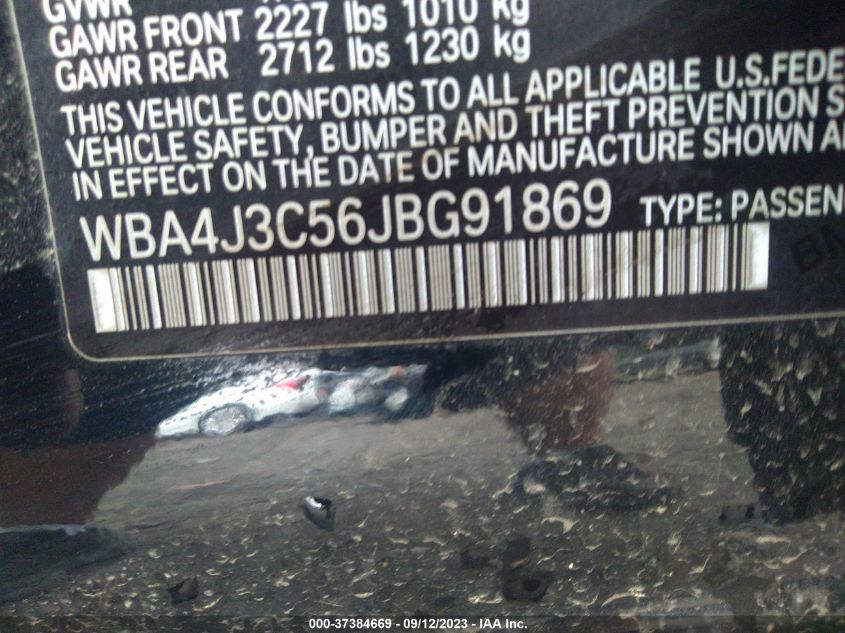 GVWR
GAWR FRONT 2227 lbs 1010 kg
GAWR REAR 2712 lbs 1230 kg
THIS VEHICLE CONFORMS TO ALL APPLICABLE U.S.FEDE
VEHICLE SAFETY, BUMPER AND THEFT PREVENTION S
IN EFFECT ON THE DATE OF MANUFACTURE SHOWN A
WBA4J3C56JBG91869 TYPE: PASSEN
000-37384669 - 09/12/2023 - IAA Inc.